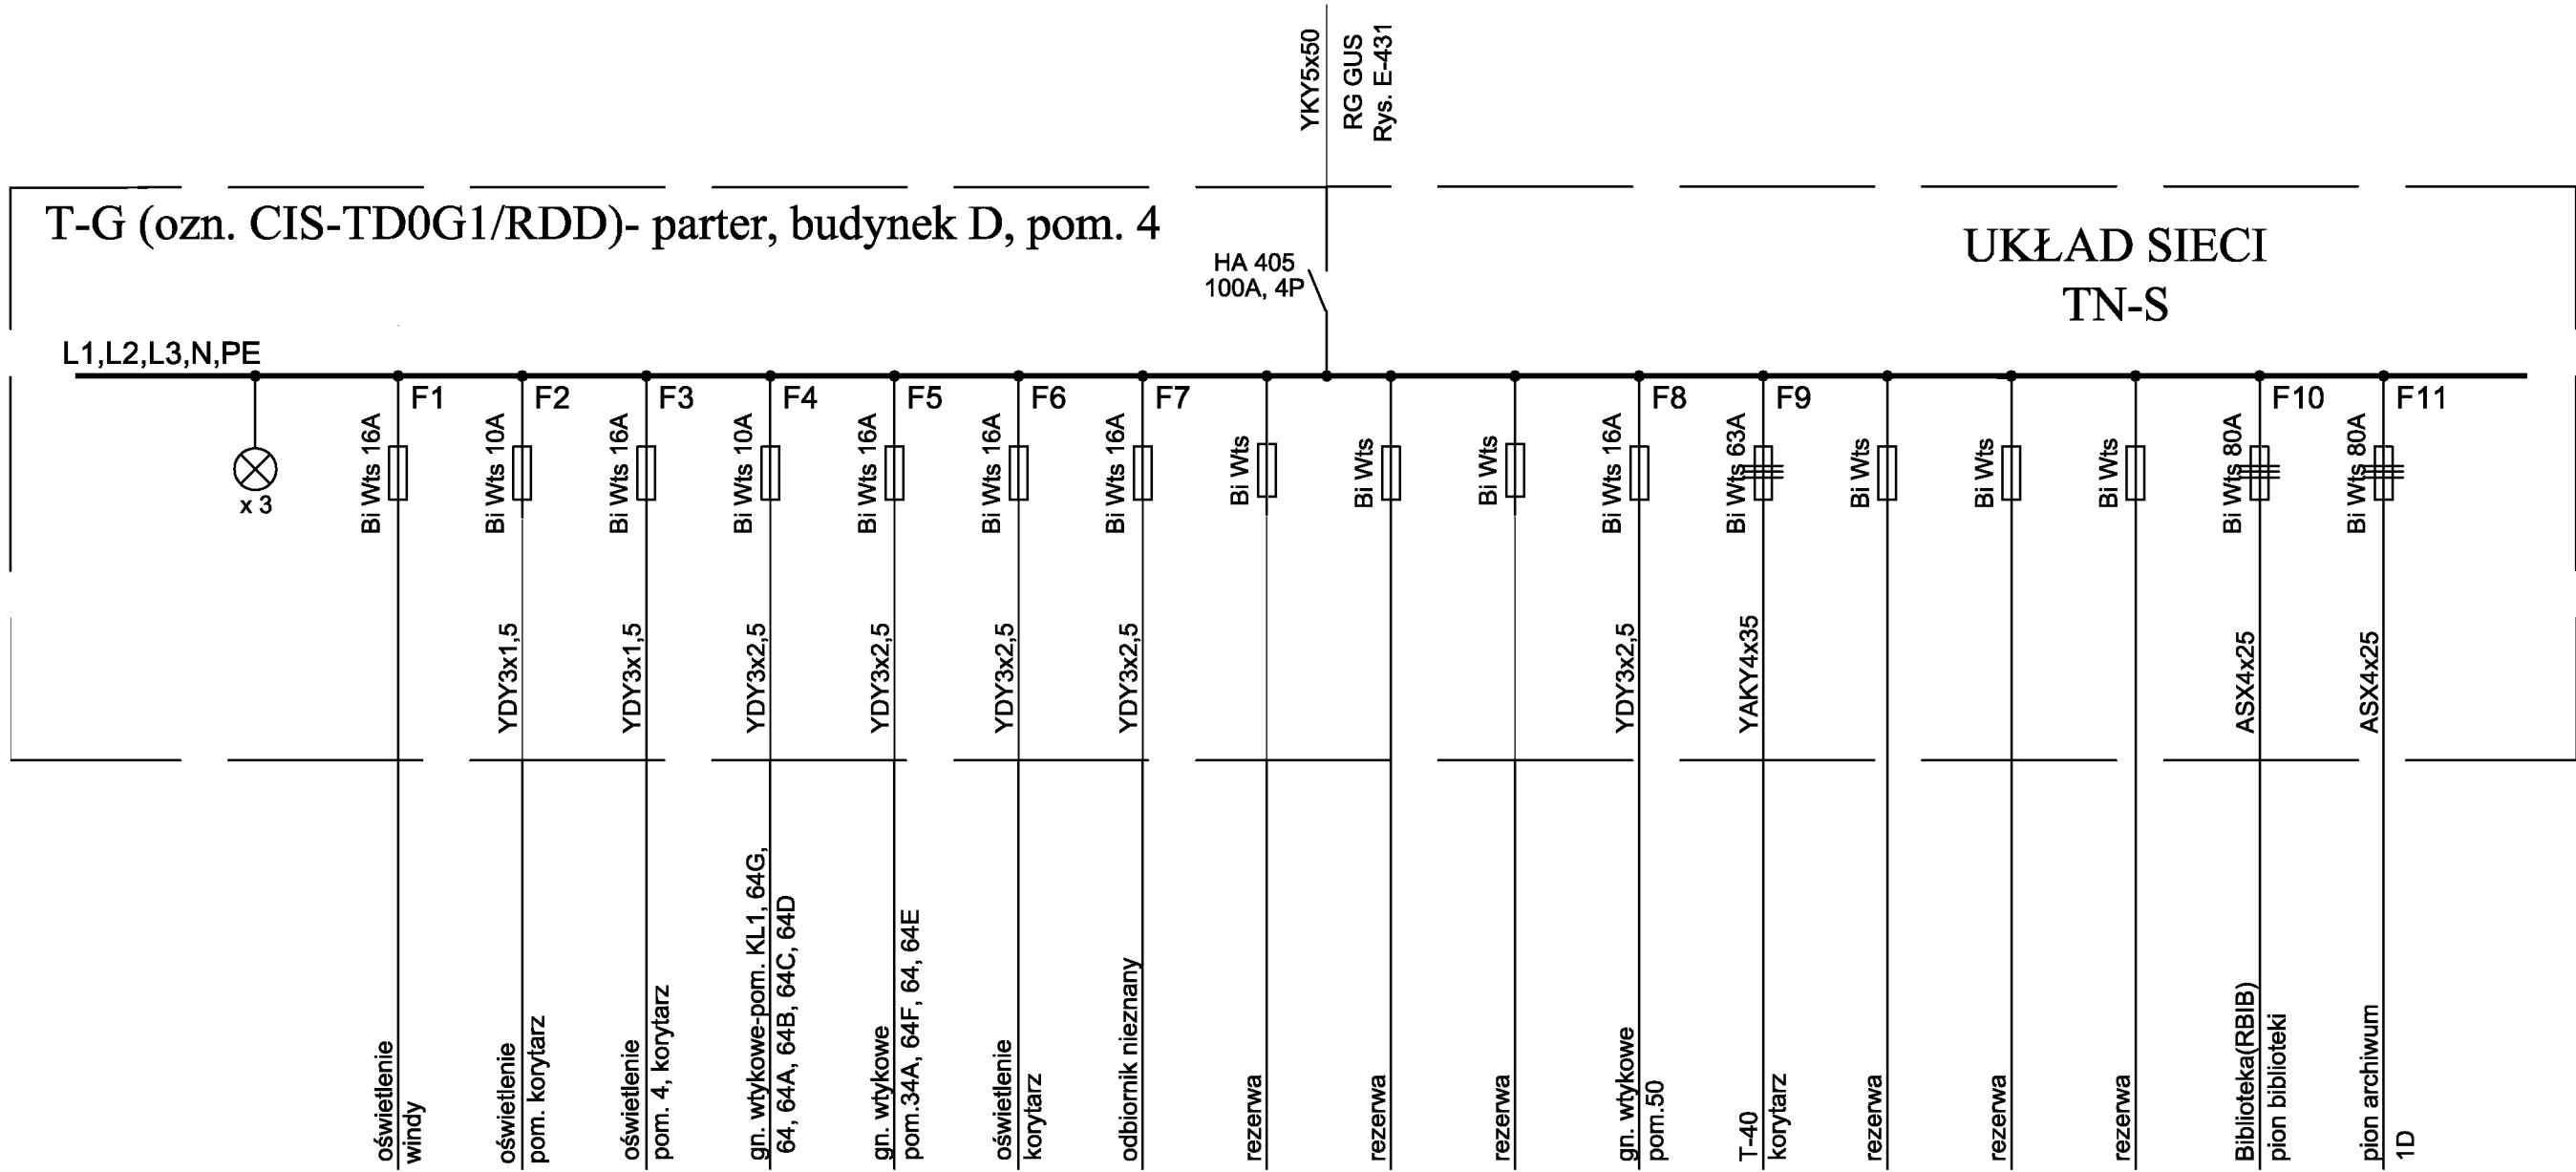 YKY5x50
RG GUS
Rys. E-431
T-G (ozn. CIS-TD0G1/RDD)- parter, budynek D, pom. 4
UKŁAD SIECI
TN-S
HA 405
100A, 4P
L1,L2,L3,N,PE
x 3
F1
Bi Wts 16A
oświetlenie
windy
F2
Bi Wts 10A
YDY3x1,5
oświetlenie
pom. korytarz
F3
Bi Wts 16A
YDY3x1,5
oświetlenie
pom. 4, korytarz
F4
Bi Wts 10A
YDY3x2,5
gn. wtykowe-pom. KL1, 64G,
64, 64A, 64B, 64C, 64D
F5
Bi Wts 16A
YDY3x2,5
gn. wtykowe
pom.34A, 64F, 64, 64E
F6
Bi Wts 16A
YDY3x2,5
oświetlenie
korytarz
F7
Bi Wts 16A
YDY3x2,5
odbiornik nieznany
Bi Wts
rezerwa
Bi Wts
rezerwa
Bi Wts
rezerwa
F8
Bi Wts 16A
YDY3x2,5
gn. wtykowe
pom.50
F9
Bi Wts 63A
YAKY4x35
T-40
korytarz
Bi Wts
rezerwa
Bi Wts
rezerwa
Bi Wts
rezerwa
F10
Bi Wts 80A
ASX4x25
Biblioteka(RBIB)
pion biblioteki
F11
Bi Wts 80A
ASX4x25
pion archiwum
1D